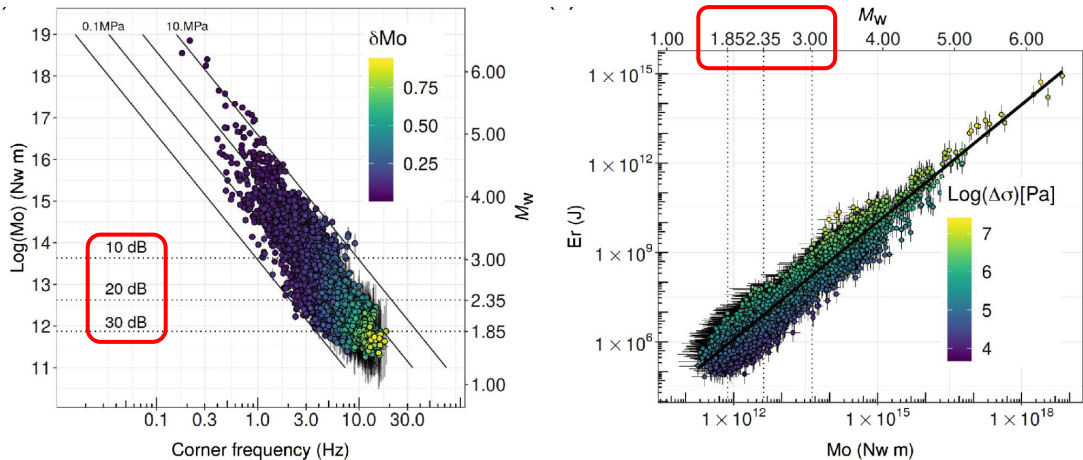 0.1MPa
10.MPa
δMo
0.75
0.50
0.25
19
18
17
16
15
14
13
12
11
Log(Mo) (Nw m)
10 dB
20 dB
30 dB
6.00
5.00
4.00
3.00
2.35
1.85
1.00
Mw
0.1 0.3 1.0 3.0 10.0 30.0
Corner frequency (Hz)
Mw
1.00 1.85 2.35 3.00 4.00 5.00 6.00
1 × 10¹⁵
1 × 10¹²
1 × 10⁹
1 × 10⁶
Er (J)
Log(Δσ)[Pa]
7
6
5
4
1 × 10¹² 1 × 10¹⁵ 1 × 10¹⁸
Mo (Nw m)